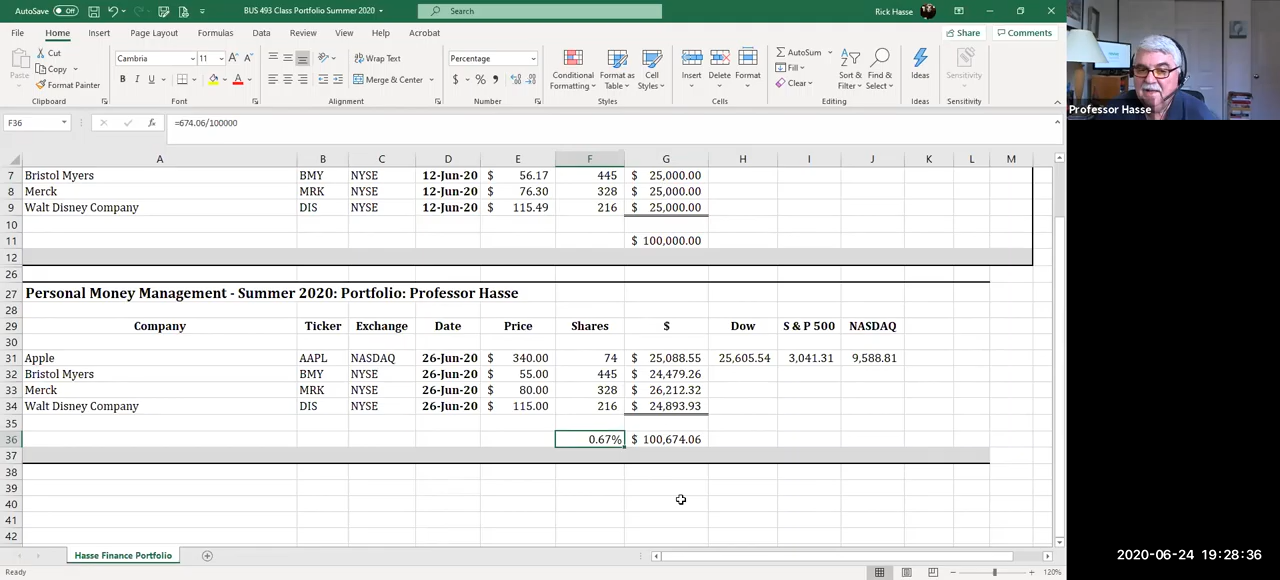 AutoSave Off BUS 493 Class Portfolio Summer 2020 Search Rick Hasse
File Home Insert Page Layout Formulas Data Review View Help Acrobat Share Comments
Paste Cut Copy Format Painter
Cambria 11 A A B I U A
Wrap Text Merge & Center
Percentage $ % ,
Conditional Formatting Format as Table Cell Styles
Insert Delete Format
AutoSum Fill Clear
Sort & Filter Find & Select
Ideas Sensitivity
Clipboard Font Alignment Number Styles Cells Editing Ideas Sensitivity
Professor Hasse
F36 fx =674.06/100000
A B C D E F G H I J K L M
7 Bristol Myers BMY NYSE 12-Jun-20 $ 56.17 445 $ 25,000.00
8 Merck MRK NYSE 12-Jun-20 $ 76.30 328 $ 25,000.00
9 Walt Disney Company DIS NYSE 12-Jun-20 $ 115.49 216 $ 25,000.00
10
11 $ 100,000.00
12
26
27 Personal Money Management - Summer 2020: Portfolio: Professor Hasse
28
29 Company Ticker Exchange Date Price Shares $ Dow S & P 500 NASDAQ
30
31 Apple AAPL NASDAQ 26-Jun-20 $ 340.00 74 $ 25,088.55 25,605.54 3,041.31 9,588.81
32 Bristol Myers BMY NYSE 26-Jun-20 $ 55.00 445 $ 24,479.26
33 Merck MRK NYSE 26-Jun-20 $ 80.00 328 $ 26,212.32
34 Walt Disney Company DIS NYSE 26-Jun-20 $ 115.00 216 $ 24,893.93
35
36 0.67% $ 100,674.06
37
38
39
40
41
42
Hasse Finance Portfolio
2020-06-24 19:28:36
Ready 120%